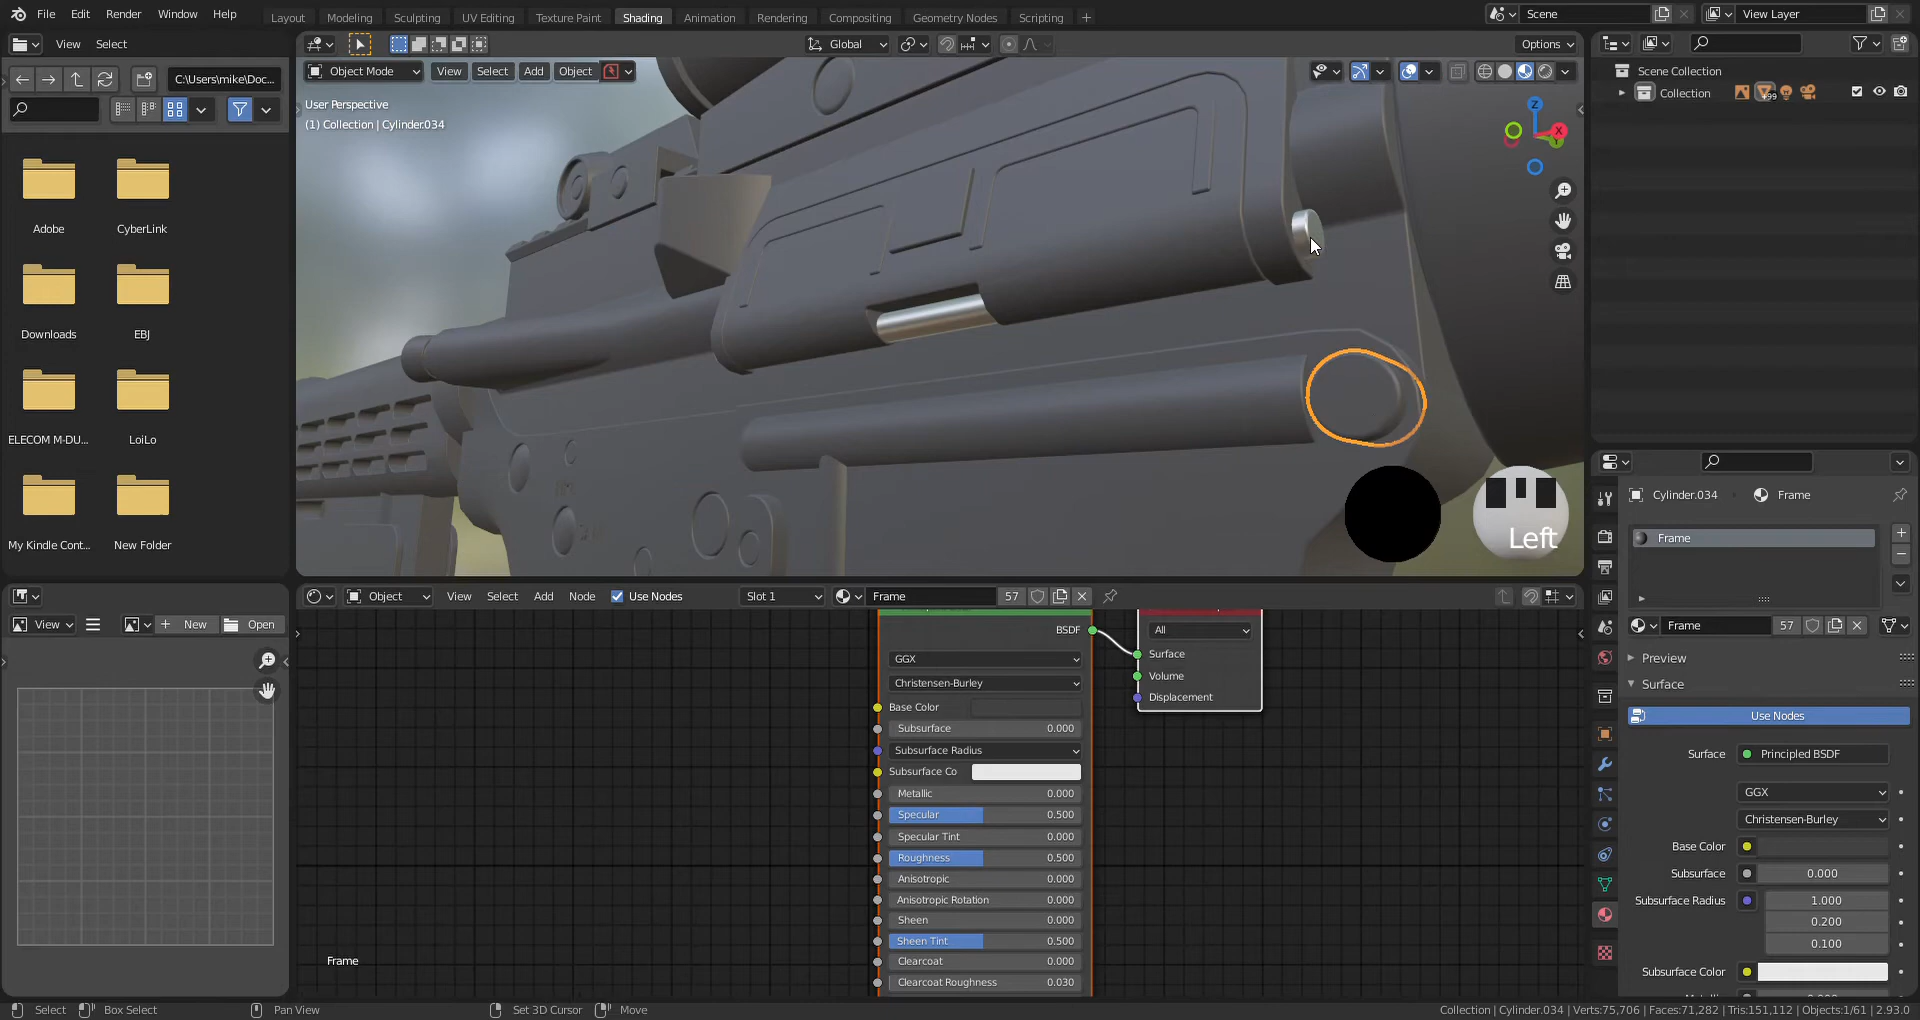 File Edit Render Window Help
Layout Modeling Sculpting UV Editing Texture Paint Shading Animation Rendering Compositing Geometry Nodes Scripting +
Scene
View Layer
View Select
Global
Options
C:\Users\mike\Doc...
Object Mode View Select Add Object
User Perspective
(1) Collection | Cylinder.034
Z
X
Y
Scene Collection
Collection
+99
Adobe
CyberLink
Downloads
EBJ
ELECOM M-DU...
LoiLo
My Kindle Cont...
New Folder
Left
Cylinder.034 Frame
Frame
Frame 57
Preview
Surface
Use Nodes
Surface Principled BSDF
GGX
Christensen-Burley
Base Color
Subsurface 0.000
Subsurface Radius 1.000
0.200
0.100
Subsurface Color
View
New Open
Object View Select Add Node Use Nodes Slot 1 Frame 57
BSDF
GGX
Christensen-Burley
Base Color
Subsurface 0.000
Subsurface Radius
Subsurface Co
Metallic 0.000
Specular 0.500
Specular Tint 0.000
Roughness 0.500
Anisotropic 0.000
Anisotropic Rotation 0.000
Sheen 0.000
Sheen Tint 0.500
Clearcoat 0.000
Clearcoat Roughness 0.030
All
Surface
Volume
Displacement
Frame
Select Box Select Pan View Set 3D Cursor Move
Collection | Cylinder.034 | Verts:75,706 | Faces:71,282 | Tris:151,112 | Objects:1/61 | 2.93.0